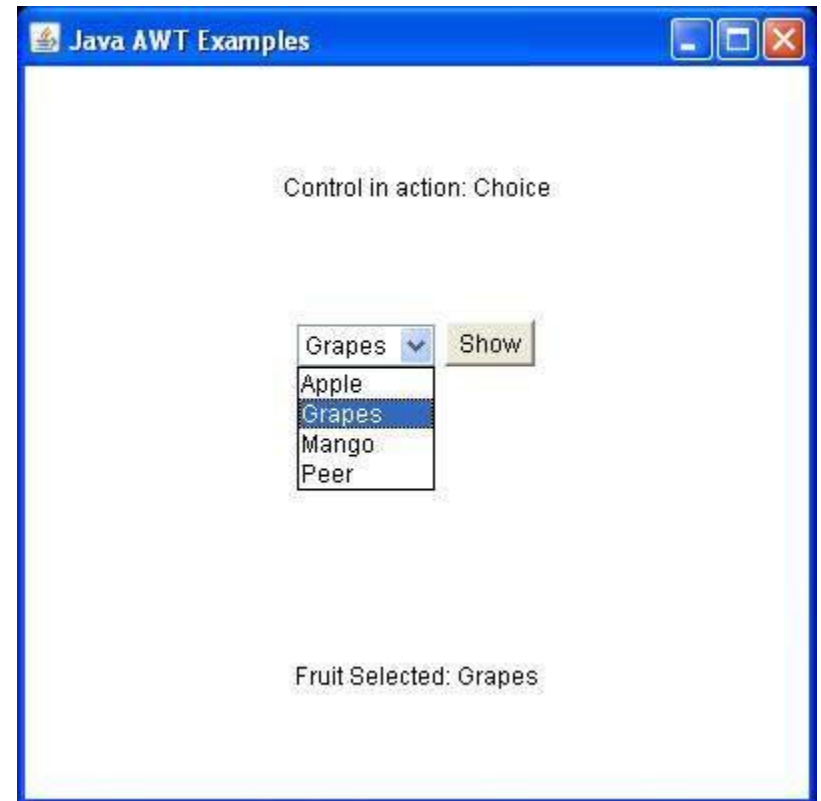 Java AWT Examples
Control in action: Choice
Grapes Show
Apple
Grapes
Mango
Peer
Fruit Selected: Grapes